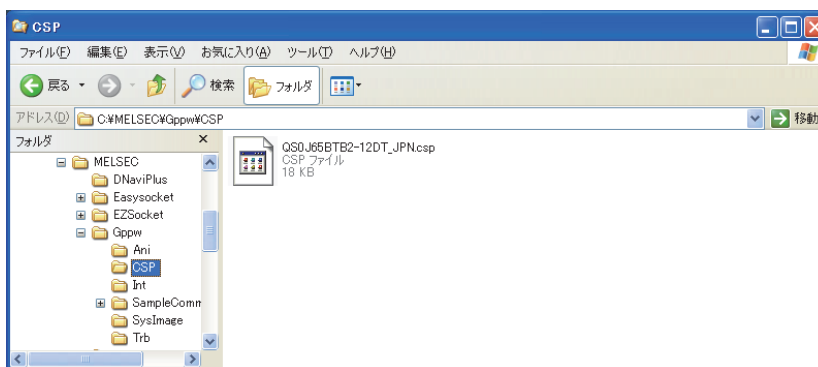 CSP
ファイル(F) 編集(E) 表示(V) お気に入り(A) ツール(T) ヘルプ(H)
戻る 検索 フォルダ
アドレス(D) C:¥MELSEC¥Gppw¥CSP 移動
フォルダ ×
MELSEC
DNaviPlus
Easysocket
EZSocket
Gppw
Ani
CSP
Int
SampleComm
SysImage
Trb
QS0J65BTB2-12DT_JPN.csp
CSP ファイル
18 KB